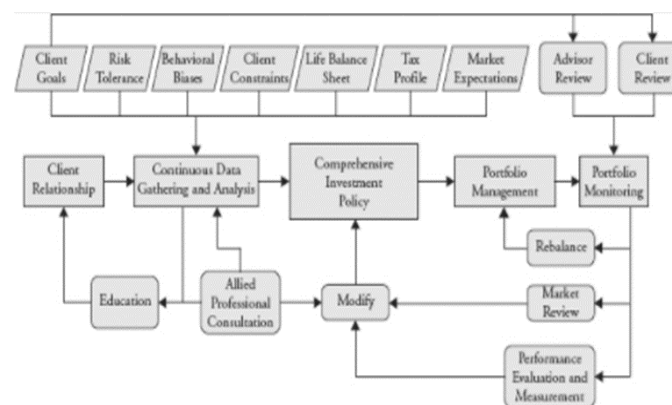 Client
Goals
Risk
Tolerance
Behavioral
Biases
Client
Constraints
Life Balance
Sheet
Tax
Profile
Market
Expectations
Advisor
Review
Client
Review
Client
Relationship
Continuous Data
Gathering and Analysis
Comprehensive
Investment
Policy
Portfolio
Management
Portfolio
Monitoring
Rebalance
Education
Allied
Professional
Consultation
Modify
Market
Review
Performance
Evaluation and
Measurement